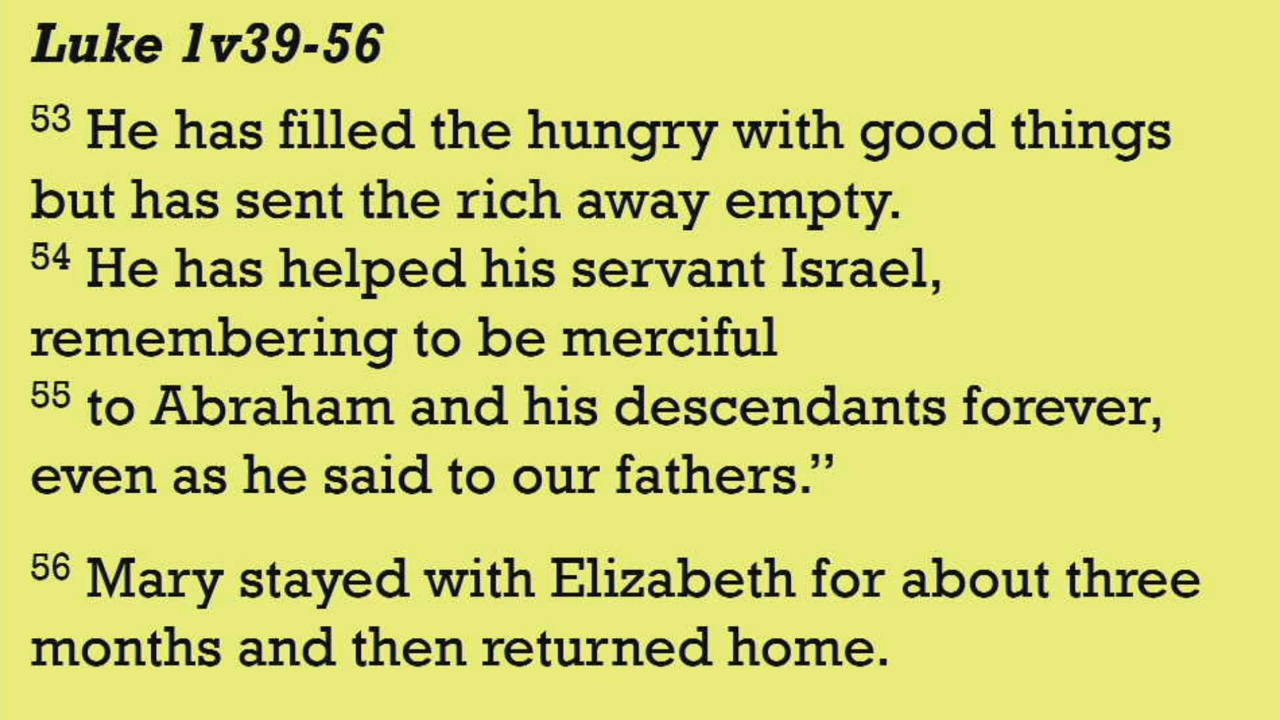 Luke 1v39-56
53 He has filled the hungry with good things
but has sent the rich away empty.
54 He has helped his servant Israel,
remembering to be merciful
55 to Abraham and his descendants forever,
even as he said to our fathers.”
56 Mary stayed with Elizabeth for about three
months and then returned home.